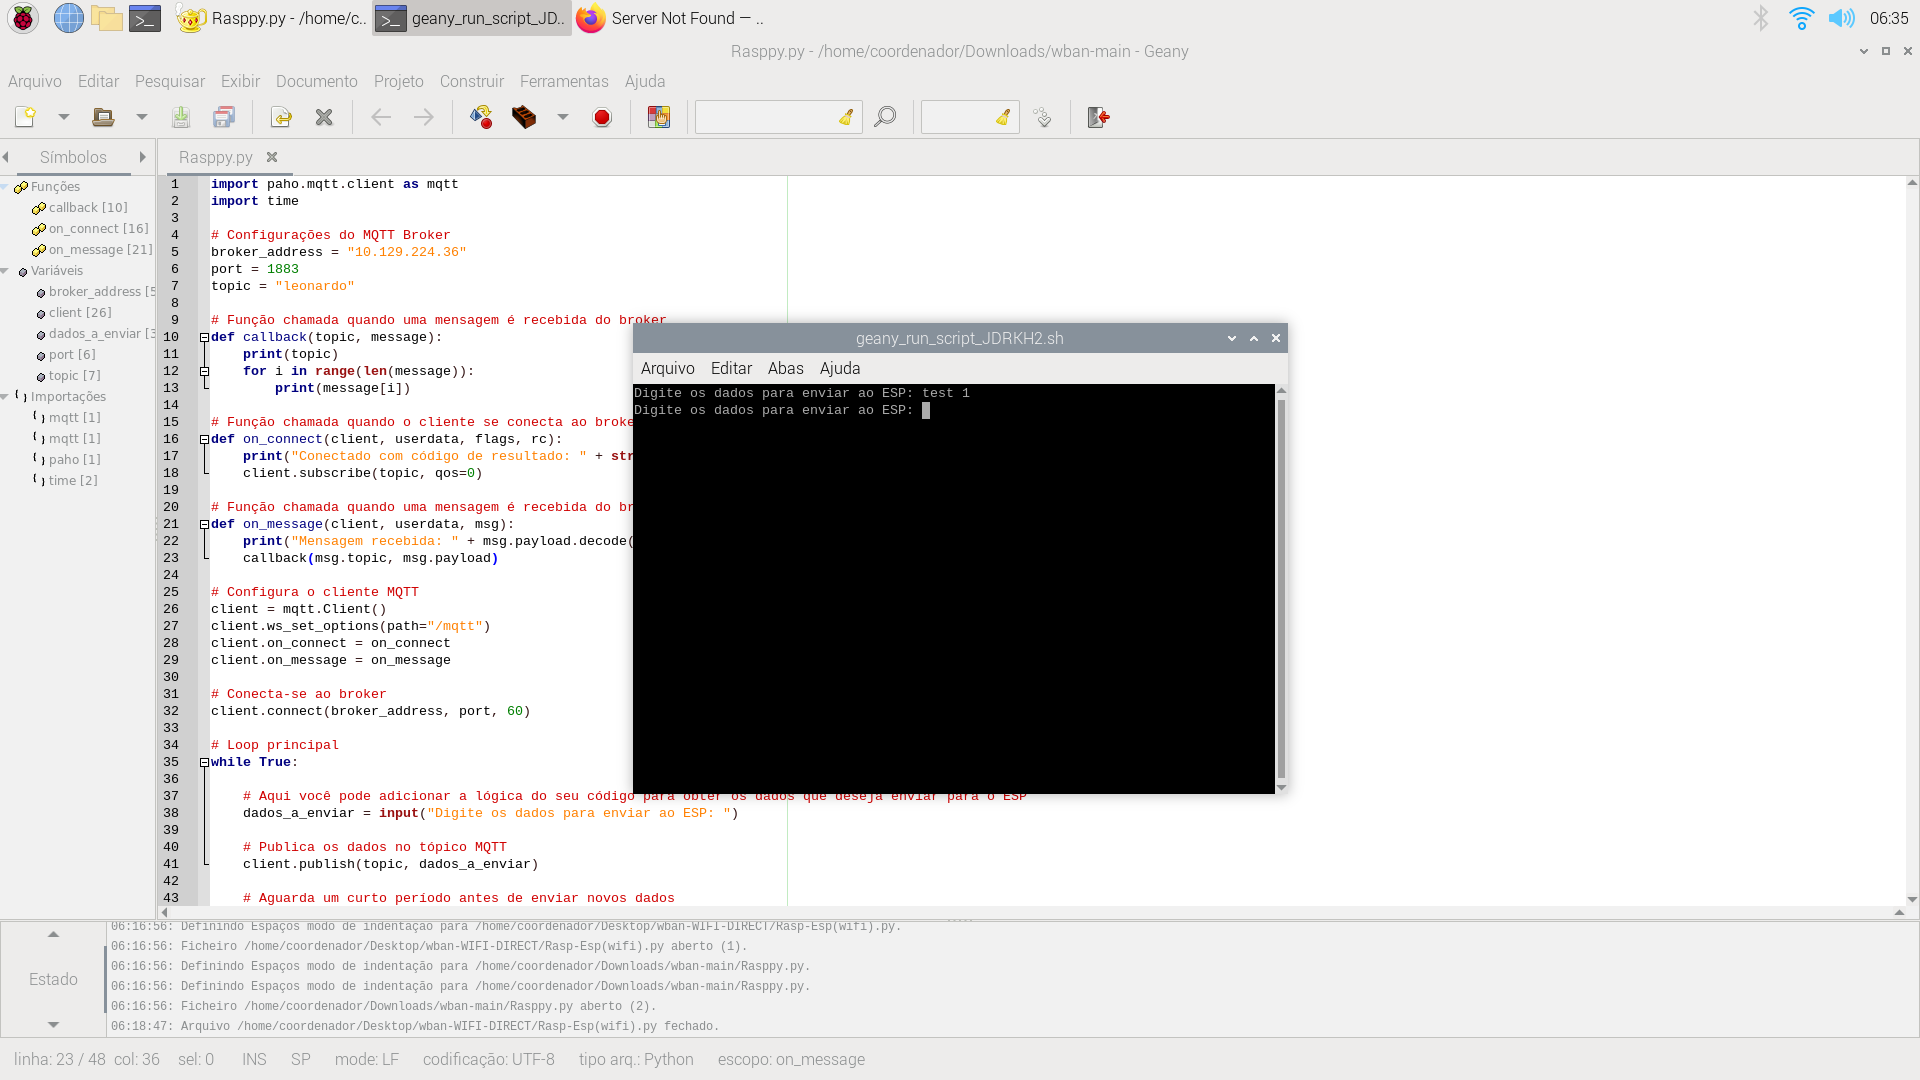 Rasppy.py - /home/c..
geany_run_script_JD..
Server Not Found — ..
06:35
Rasppy.py - /home/coordenador/Downloads/wban-main - Geany
Arquivo Editar Pesquisar Exibir Documento Projeto Construir Ferramentas Ajuda
Símbolos
Funções
callback [10]
on_connect [16]
on_message [21]
Variáveis
broker_address [5
client [26]
dados_a_enviar [3
port [6]
topic [7]
Importações
mqtt [1]
mqtt [1]
paho [1]
time [2]
Rasppy.py
1 import paho.mqtt.client as mqtt
2 import time
3
4 # Configurações do MQTT Broker
5 broker_address = "10.129.224.36"
6 port = 1883
7 topic = "leonardo"
8
9 # Função chamada quando uma mensagem é recebida do broker
10 def callback(topic, message):
11 print(topic)
12 for i in range(len(message)):
13 print(message[i])
14
15 # Função chamada quando o cliente se conecta ao broke
16 def on_connect(client, userdata, flags, rc):
17 print("Conectado com código de resultado: " + str
18 client.subscribe(topic, qos=0)
19
20 # Função chamada quando uma mensagem é recebida do br
21 def on_message(client, userdata, msg):
22 print("Mensagem recebida: " + msg.payload.decode(
23 callback(msg.topic, msg.payload)
24
25 # Configura o cliente MQTT
26 client = mqtt.Client()
27 client.ws_set_options(path="/mqtt")
28 client.on_connect = on_connect
29 client.on_message = on_message
30
31 # Conecta-se ao broker
32 client.connect(broker_address, port, 60)
33
34 # Loop principal
35 while True:
36
37 # Aqui você pode adicionar a lógica do seu código para obter os dados que deseja enviar para o ESP
38 dados_a_enviar = input("Digite os dados para enviar ao ESP: ")
39
40 # Publica os dados no tópico MQTT
41 client.publish(topic, dados_a_enviar)
42
43 # Aguarda um curto período antes de enviar novos dados
geany_run_script_JDRKH2.sh
Arquivo Editar Abas Ajuda
Digite os dados para enviar ao ESP: test 1
Digite os dados para enviar ao ESP:
Estado
06:16:56: Definindo Espaços modo de indentação para /home/coordenador/Desktop/wban-WIFI-DIRECT/Rasp-Esp(wifi).py.
06:16:56: Ficheiro /home/coordenador/Desktop/wban-WIFI-DIRECT/Rasp-Esp(wifi).py aberto (1).
06:16:56: Definindo Espaços modo de indentação para /home/coordenador/Downloads/wban-main/Rasppy.py.
06:16:56: Definindo Espaços modo de indentação para /home/coordenador/Downloads/wban-main/Rasppy.py.
06:16:56: Ficheiro /home/coordenador/Downloads/wban-main/Rasppy.py aberto (2).
06:18:47: Arquivo /home/coordenador/Desktop/wban-WIFI-DIRECT/Rasp-Esp(wifi).py fechado.
linha: 23 / 48 col: 36 sel: 0 INS SP mode: LF codificação: UTF-8 tipo arq.: Python escopo: on_message